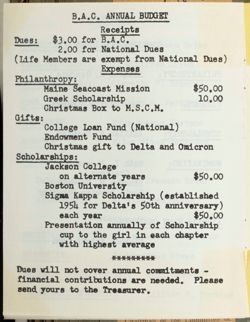 B.A.C. ANNUAL BUDGET
Receipts
Dues: $3.00 for B.A.C.
2.00 for National Dues
(Life Members are exempt from National Dues)
Expenses
Philanthropy:
Maine Seacoast Mission $50.00
Greek Scholarship 10.00
Christmas Box to M.S.C.M.
Gifts:
College Loan Fund (National)
Endowment Fund
Christmas gift to Delta and Omicron
Scholarships:
Jackson College
on alternate years $50.00
Boston University
Sigma Kappa Scholarship (established
1954 for Delta's 50th anniversary)
each year $50.00
Presentation annually of Scholarship
cup to the girl in each chapter
with highest average
*********
Dues will not cover annual commitments -
financial contributions are needed. Please
send yours to the Treasurer.